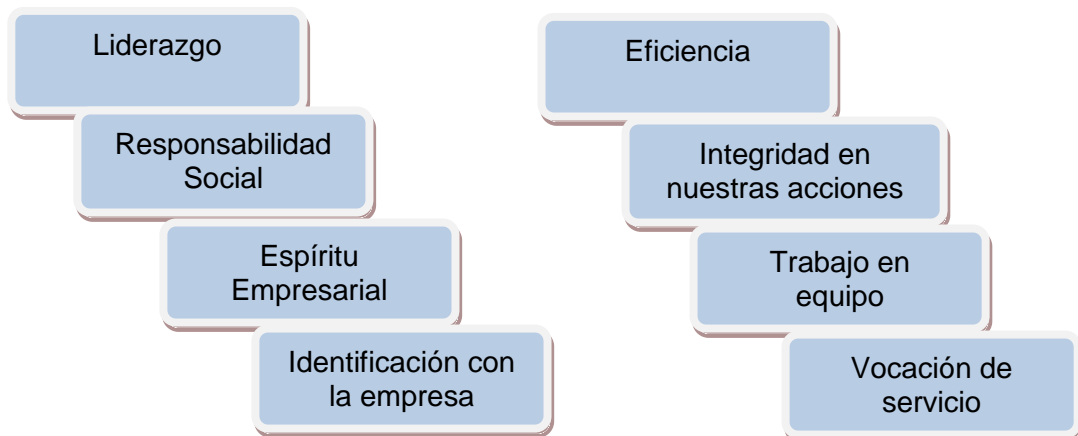 Liderazgo
Responsabilidad
Social
Espíritu
Empresarial
Identificación con
la empresa
Eficiencia
Integridad en
nuestras acciones
Trabajo en
equipo
Vocación de
servicio